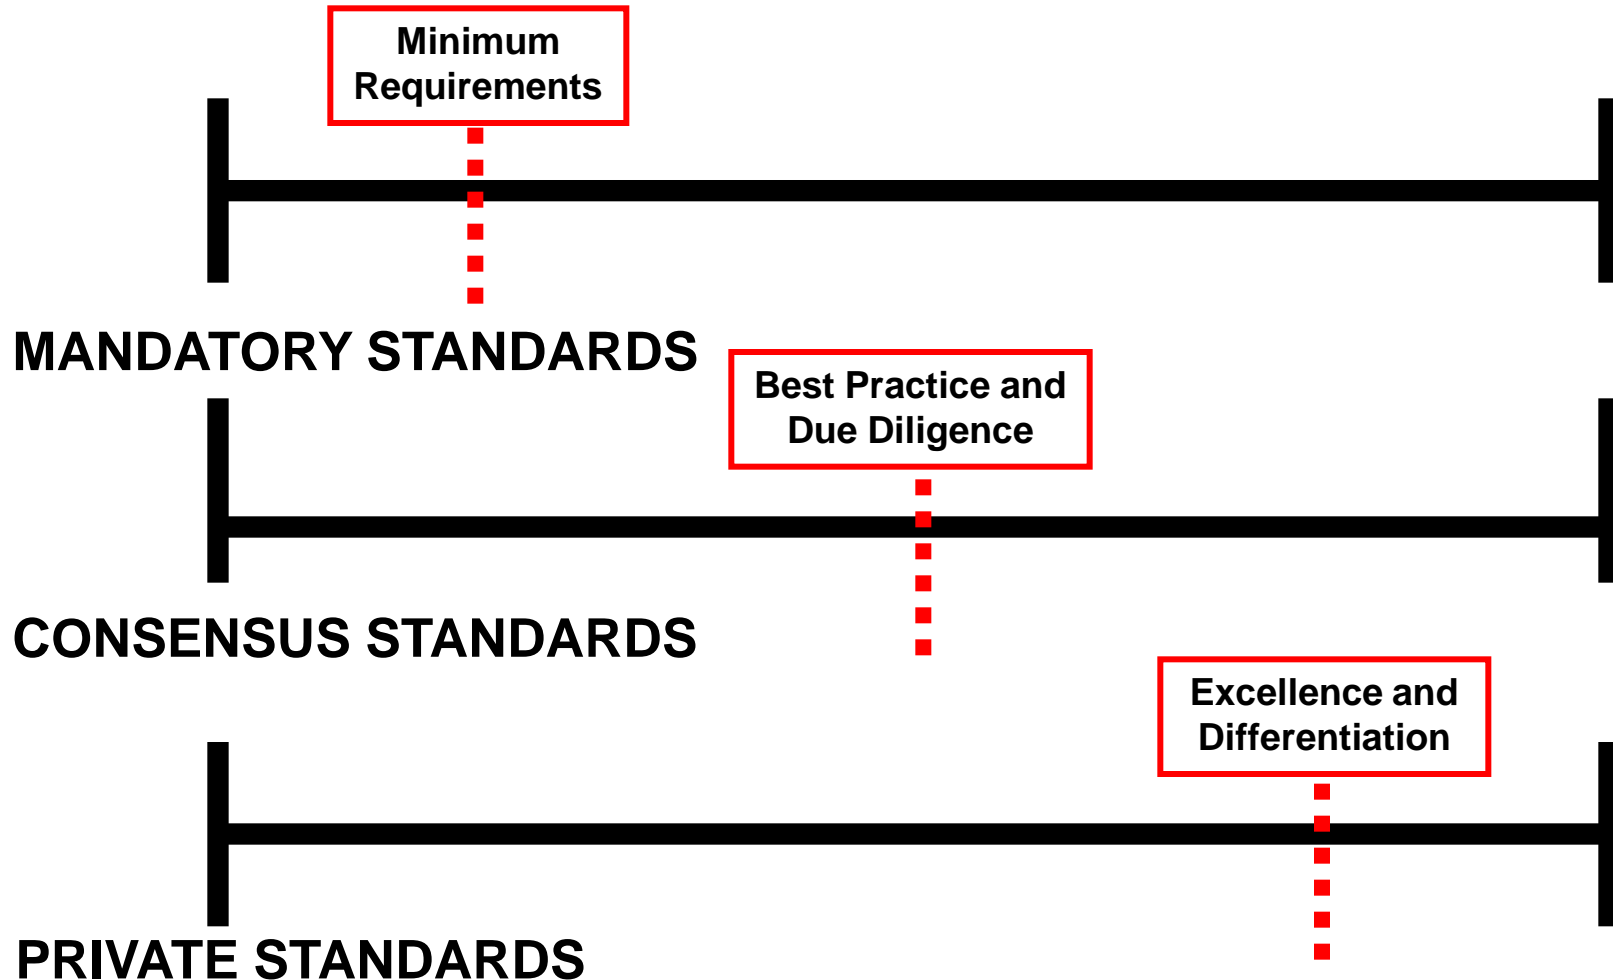 Minimum
Requirements
MANDATORY STANDARDS
Best Practice and
Due Diligence
CONSENSUS STANDARDS
Excellence and
Differentiation
PRIVATE STANDARDS